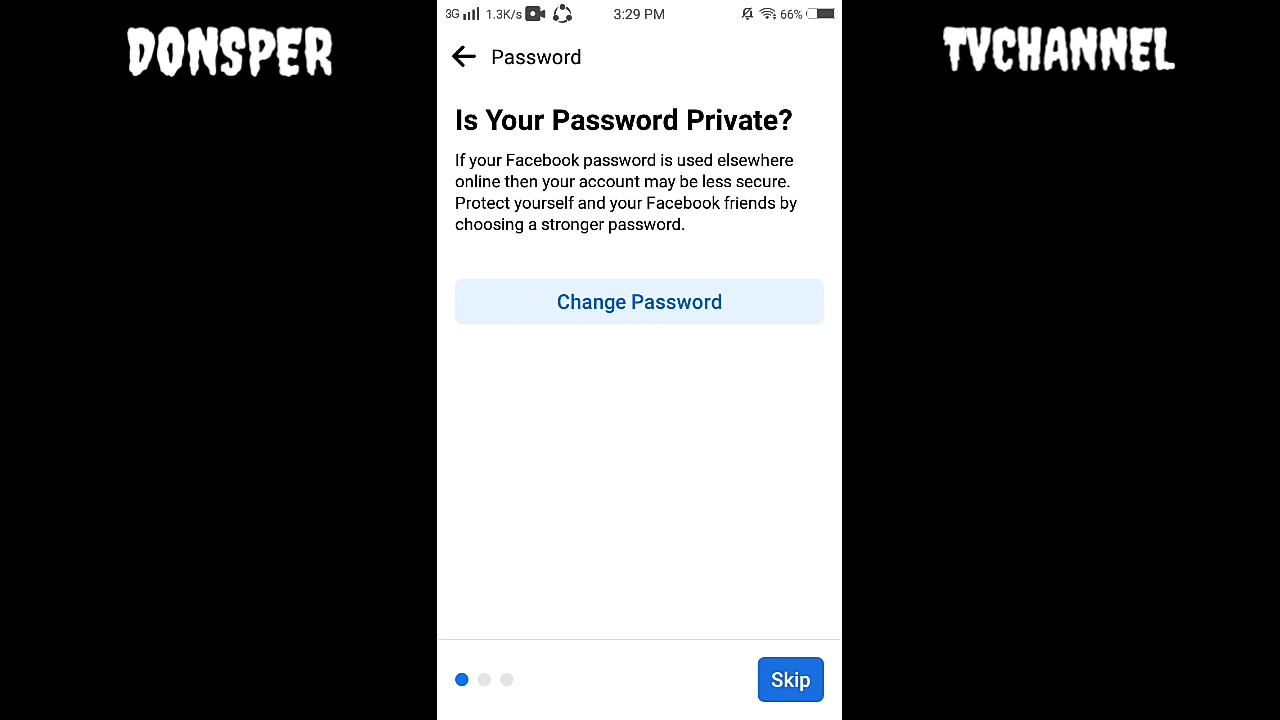 DONSPER
TVCHANNEL
3G 1.3K/s 3:29 PM 66%
Password
Is Your Password Private?
If your Facebook password is used elsewhere
online then your account may be less secure.
Protect yourself and your Facebook friends by
choosing a stronger password.
Change Password
Skip